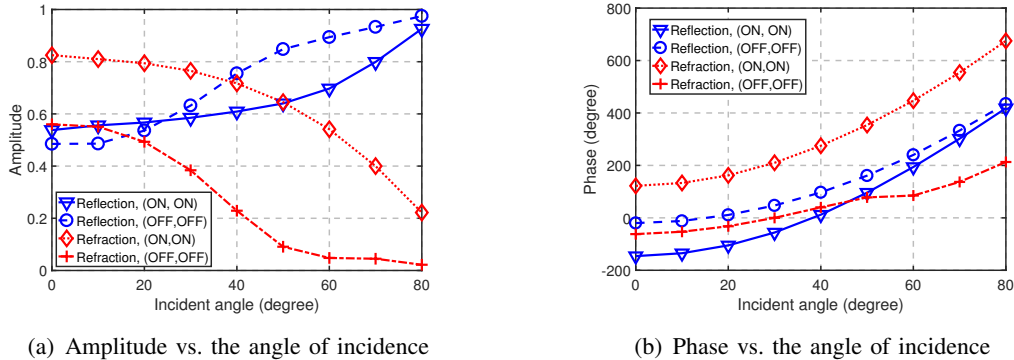 1
0.8
0.6
0.4
0.2
0
Amplitude
Reflection, (ON, ON)
Reflection, (OFF,OFF)
Refraction, (ON,ON)
Refraction, (OFF,OFF)
0 20 40 60 80
Incident angle (degree)
(a) Amplitude vs. the angle of incidence
800
600
400
200
0
-200
Phase (degree)
Reflection, (ON, ON)
Reflection, (OFF,OFF)
Refraction, (ON,ON)
Refraction, (OFF,OFF)
0 20 40 60 80
Incident angle (degree)
(b) Phase vs. the angle of incidence